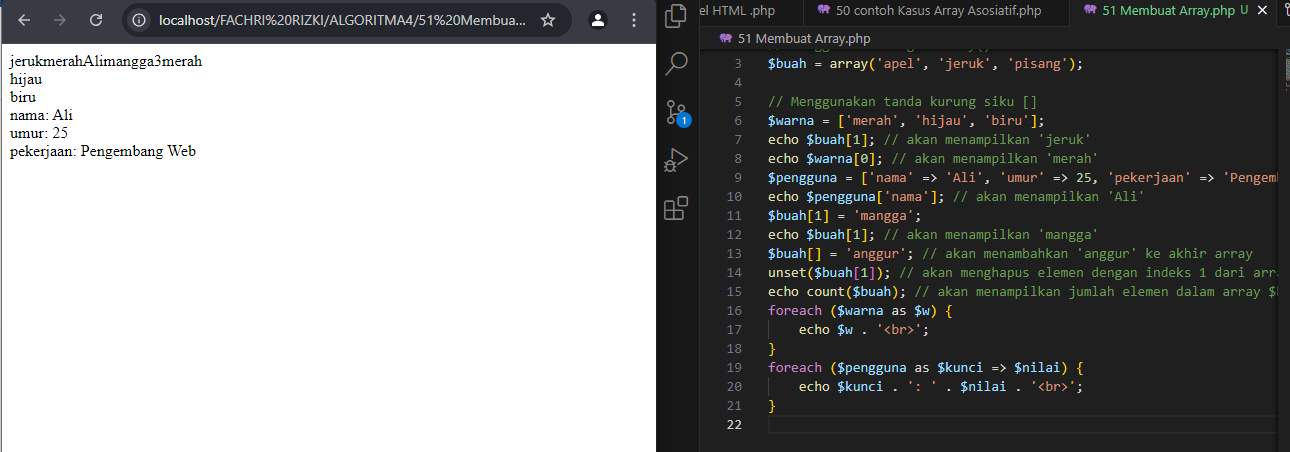 localhost/FACHRI%20RIZKI/ALGORITMA4/51%20Membua...
jerukmerahAlimangga3merah
hijau
biru
nama: Ali
umur: 25
pekerjaan: Pengembang Web
1
el HTML .php
50 contoh Kasus Array Asosiatif.php
51 Membuat Array.php U
51 Membuat Array.php
3 $buah = array('apel', 'jeruk', 'pisang');
4
5 // Menggunakan tanda kurung siku []
6 $warna = ['merah', 'hijau', 'biru'];
7 echo $buah[1]; // akan menampilkan 'jeruk'
8 echo $warna[0]; // akan menampilkan 'merah'
9 $pengguna = ['nama' => 'Ali', 'umur' => 25, 'pekerjaan' => 'Pengemb
10 echo $pengguna['nama']; // akan menampilkan 'Ali'
11 $buah[1] = 'mangga';
12 echo $buah[1]; // akan menampilkan 'mangga'
13 $buah[] = 'anggur'; // akan menambahkan 'anggur' ke akhir array
14 unset($buah[1]); // akan menghapus elemen dengan indeks 1 dari arr
15 echo count($buah); // akan menampilkan jumlah elemen dalam array $b
16 foreach ($warna as $w) {
17 echo $w . '<br>';
18 }
19 foreach ($pengguna as $kunci => $nilai) {
20 echo $kunci . ': ' . $nilai . '<br>';
21 }
22